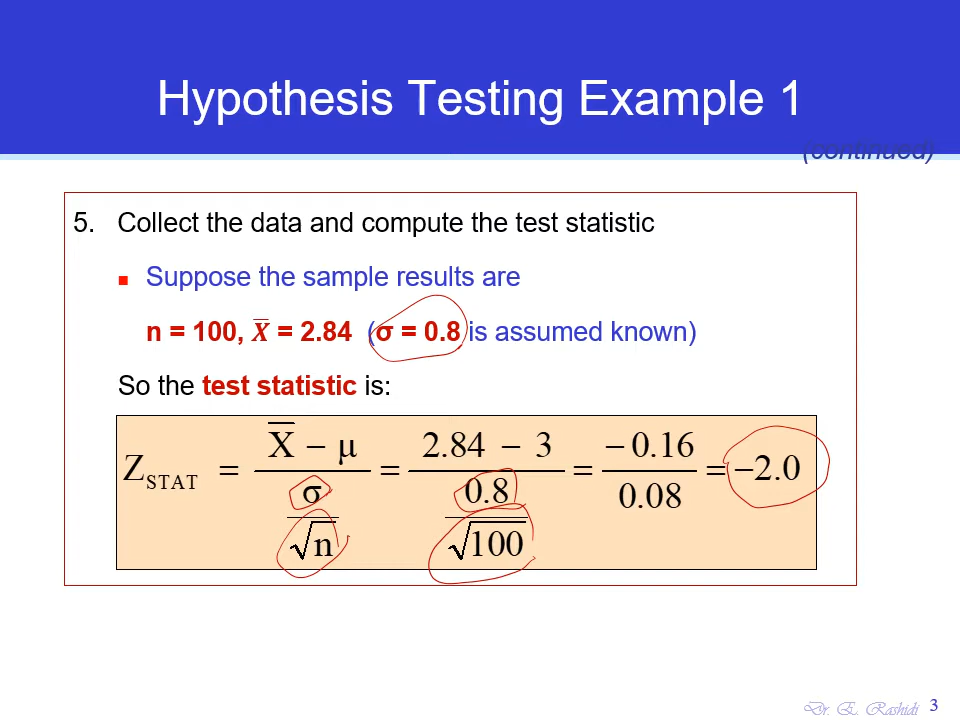 Hypothesis Testing Example 1
(continued)
5. Collect the data and compute the test statistic
■ Suppose the sample results are
n = 100, X̅ = 2.84 (σ = 0.8 is assumed known)
So the test statistic is:
Z_STAT = (X̅ − μ) / (σ / √n) = (2.84 − 3) / (0.8 / √100) = −0.16 / 0.08 = −2.0
Dr. E. Rashidi 3